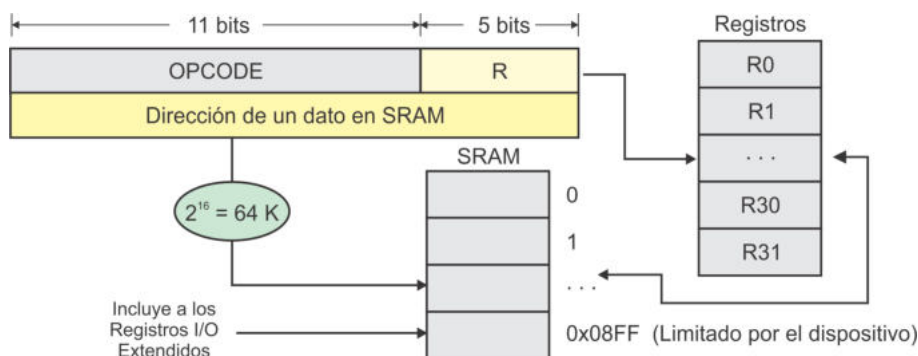 11 bits
5 bits
Registros
OPCODE
R
R0
Dirección de un dato en SRAM
R1
SRAM
. . .
2¹⁶ = 64 K
0
R30
1
R31
. . .
Incluye a los
Registros I/O
Extendidos
0x08FF (Limitado por el dispositivo)